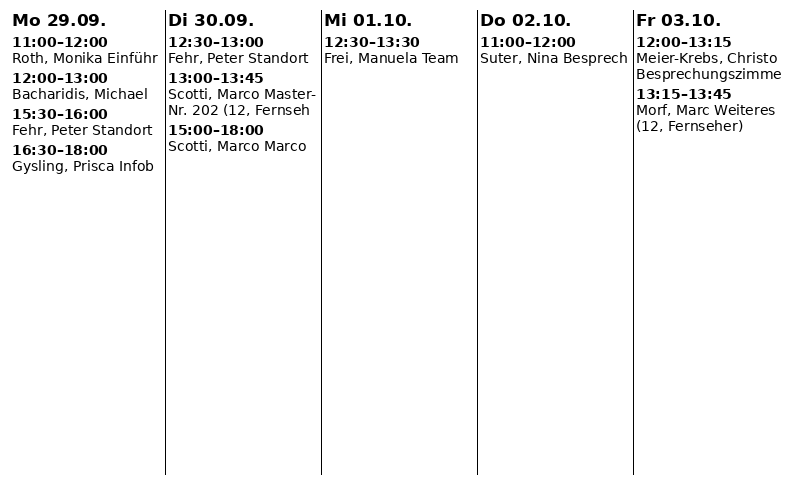 Mo 29.09.
11:00–12:00
Roth, Monika Einführ
12:00–13:00
Bacharidis, Michael
15:30–16:00
Fehr, Peter Standort
16:30–18:00
Gysling, Prisca Infob
Di 30.09.
12:30–13:00
Fehr, Peter Standort
13:00–13:45
Scotti, Marco Master-
Nr. 202 (12, Fernseh
15:00–18:00
Scotti, Marco Marco
Mi 01.10.
12:30–13:30
Frei, Manuela Team
Do 02.10.
11:00–12:00
Suter, Nina Besprech
Fr 03.10.
12:00–13:15
Meier-Krebs, Christo
Besprechungszimme
13:15–13:45
Morf, Marc Weiteres
(12, Fernseher)